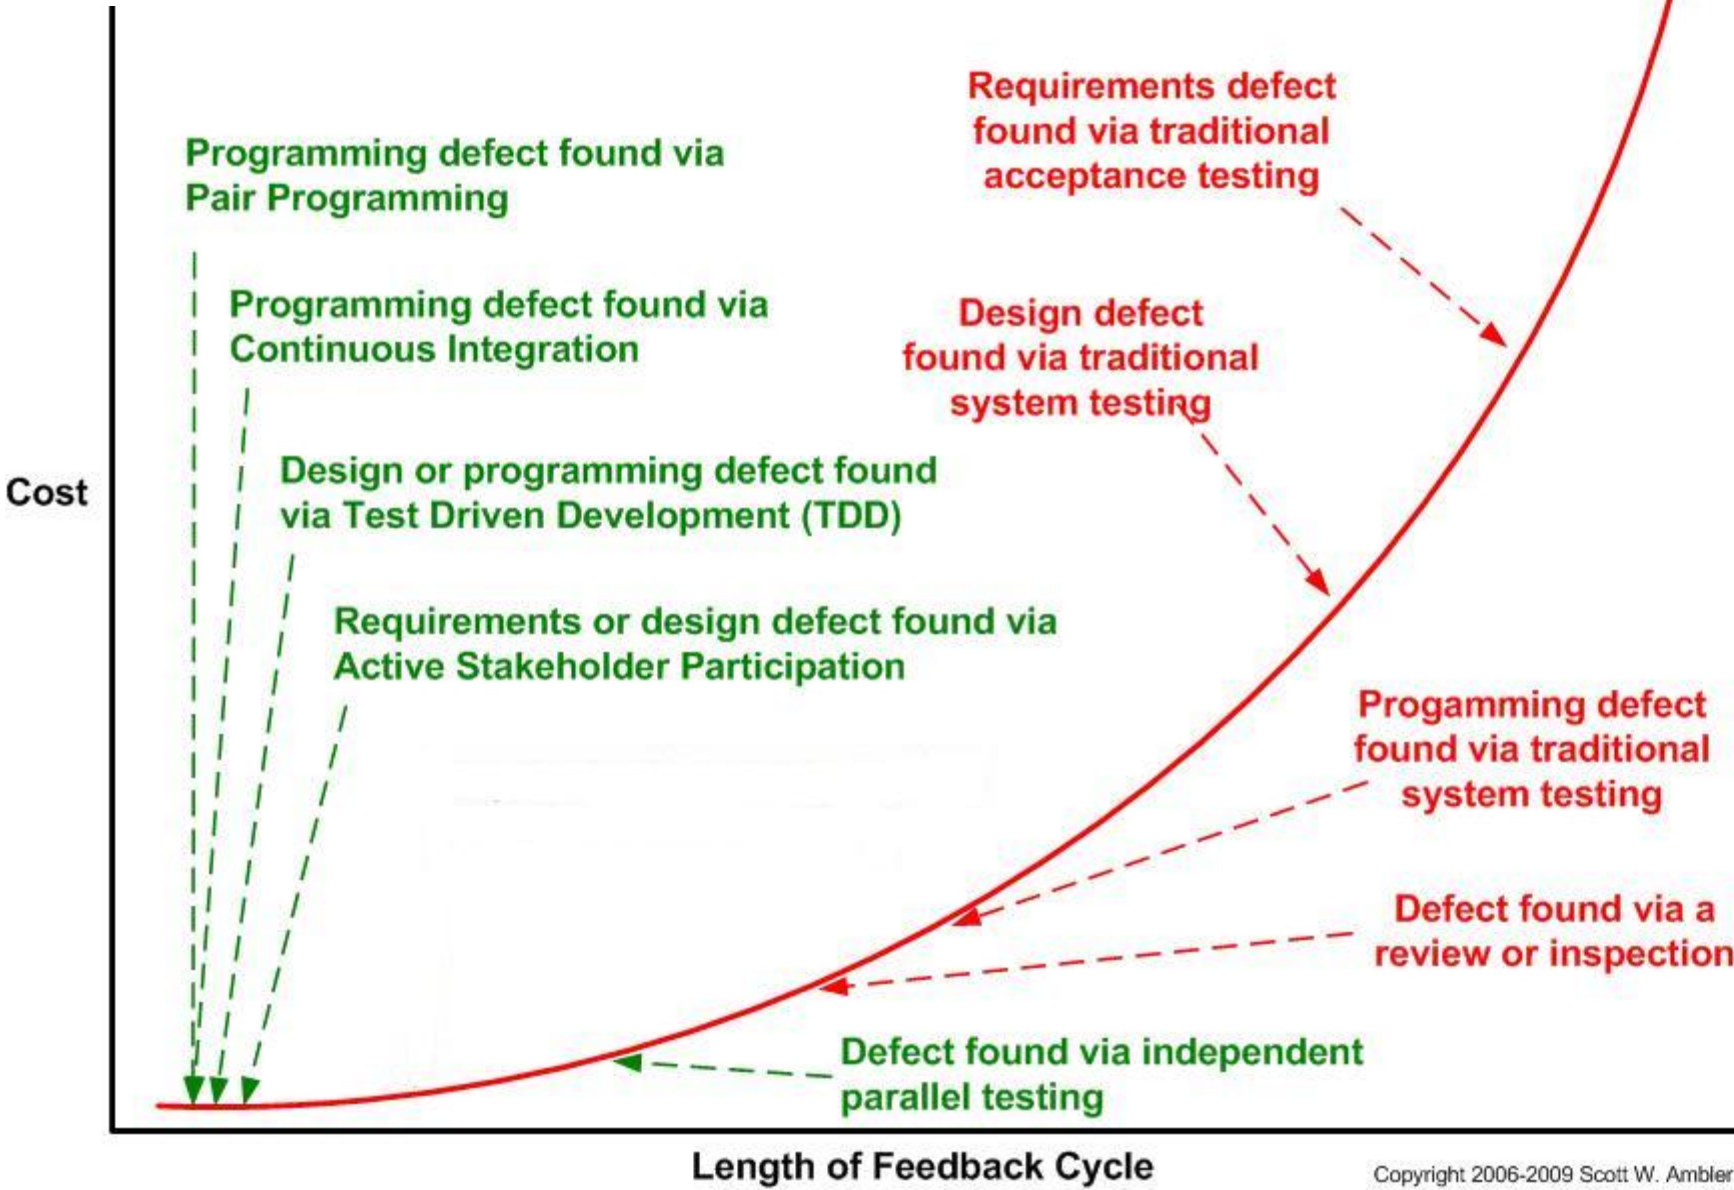 Requirements defect
found via traditional
acceptance testing
Programming defect found via
Pair Programming
Programming defect found via
Continuous Integration
Design defect
found via traditional
system testing
Design or programming defect found
via Test Driven Development (TDD)
Cost
Requirements or design defect found via
Active Stakeholder Participation
Progamming defect
found via traditional
system testing
Defect found via a
review or inspection
Defect found via independent
parallel testing
Length of Feedback Cycle
Copyright 2006-2009 Scott W. Ambler